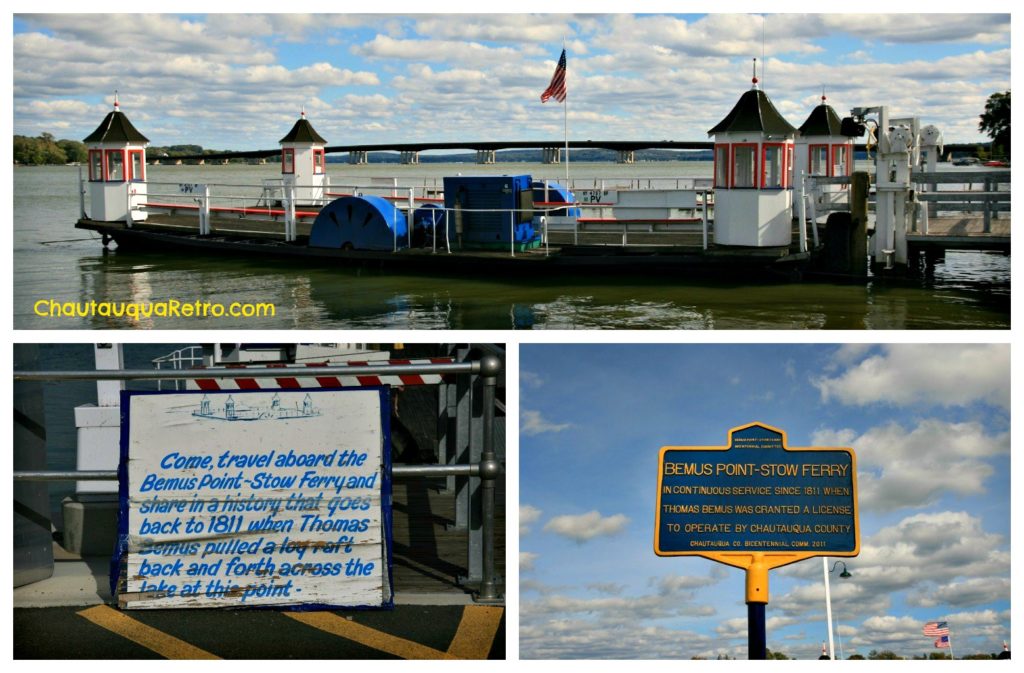 PV
PV
ChautauquaRetro.com
Come, travel aboard the
Bemus Point-Stow Ferry and
share in a history that goes
back to 1811 when Thomas
Bemus pulled a log raft
back and forth across the
lake at this point -
BEMUS POINT-STOW FERRY
IN CONTINUOUS SERVICE SINCE 1811 WHEN
THOMAS BEMUS WAS GRANTED A LICENSE
TO OPERATE BY CHAUTAUQUA COUNTY
CHAUTAUQUA CO. BICENTENNIAL COMM. 2011